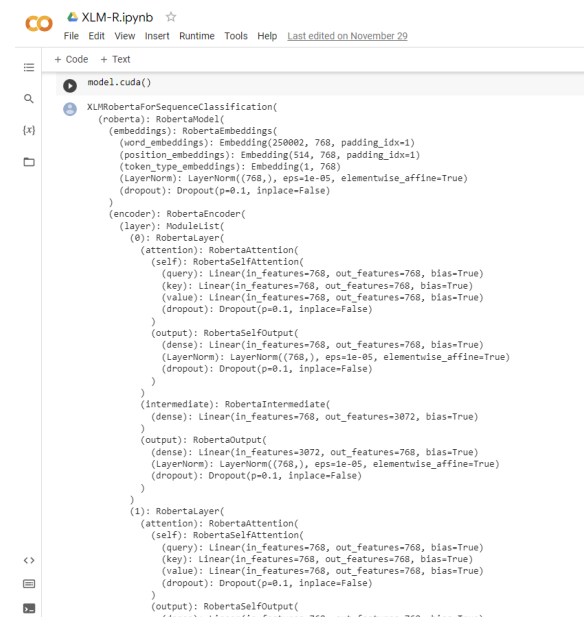 XLM-R.ipynb
File Edit View Insert Runtime Tools Help Last edited on November 29
+ Code + Text
model.cuda()
XLMRobertaForSequenceClassification(
  (roberta): RobertaModel(
    (embeddings): RobertaEmbeddings(
      (word_embeddings): Embedding(250002, 768, padding_idx=1)
      (position_embeddings): Embedding(514, 768, padding_idx=1)
      (token_type_embeddings): Embedding(1, 768)
      (LayerNorm): LayerNorm((768,), eps=1e-05, elementwise_affine=True)
      (dropout): Dropout(p=0.1, inplace=False)
    )
    (encoder): RobertaEncoder(
      (layer): ModuleList(
        (0): RobertaLayer(
          (attention): RobertaAttention(
            (self): RobertaSelfAttention(
              (query): Linear(in_features=768, out_features=768, bias=True)
              (key): Linear(in_features=768, out_features=768, bias=True)
              (value): Linear(in_features=768, out_features=768, bias=True)
              (dropout): Dropout(p=0.1, inplace=False)
            )
            (output): RobertaSelfOutput(
              (dense): Linear(in_features=768, out_features=768, bias=True)
              (LayerNorm): LayerNorm((768,), eps=1e-05, elementwise_affine=True)
              (dropout): Dropout(p=0.1, inplace=False)
            )
          )
          (intermediate): RobertaIntermediate(
            (dense): Linear(in_features=768, out_features=3072, bias=True)
          )
          (output): RobertaOutput(
            (dense): Linear(in_features=3072, out_features=768, bias=True)
            (LayerNorm): LayerNorm((768,), eps=1e-05, elementwise_affine=True)
            (dropout): Dropout(p=0.1, inplace=False)
          )
        )
        (1): RobertaLayer(
          (attention): RobertaAttention(
            (self): RobertaSelfAttention(
              (query): Linear(in_features=768, out_features=768, bias=True)
              (key): Linear(in_features=768, out_features=768, bias=True)
              (value): Linear(in_features=768, out_features=768, bias=True)
              (dropout): Dropout(p=0.1, inplace=False)
            )
            (output): RobertaSelfOutput(